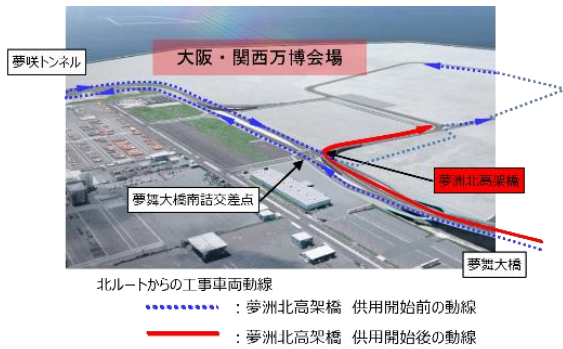 大阪・関西万博会場
夢咲トンネル
夢洲北高架橋
夢舞大橋南詰交差点
夢舞大橋
北ルートからの工事車両動線
：夢洲北高架橋 供用開始前の動線
：夢洲北高架橋 供用開始後の動線